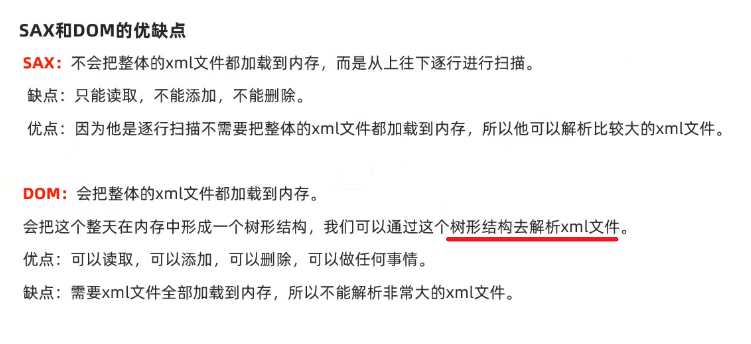 SAX和DOM的优缺点
SAX：不会把整体的xml文件都加载到内存，而是从上往下逐行进行扫描。
缺点：只能读取，不能添加，不能删除。
优点：因为他是逐行扫描不需要把整体的xml文件都加载到内存，所以他可以解析比较大的xml文件。
DOM：会把整体的xml文件都加载到内存。
会把这个整天在内存中形成一个树形结构，我们可以通过这个树形结构去解析xml文件。
优点：可以读取，可以添加，可以删除，可以做任何事情。
缺点：需要xml文件全部加载到内存，所以不能解析非常大的xml文件。